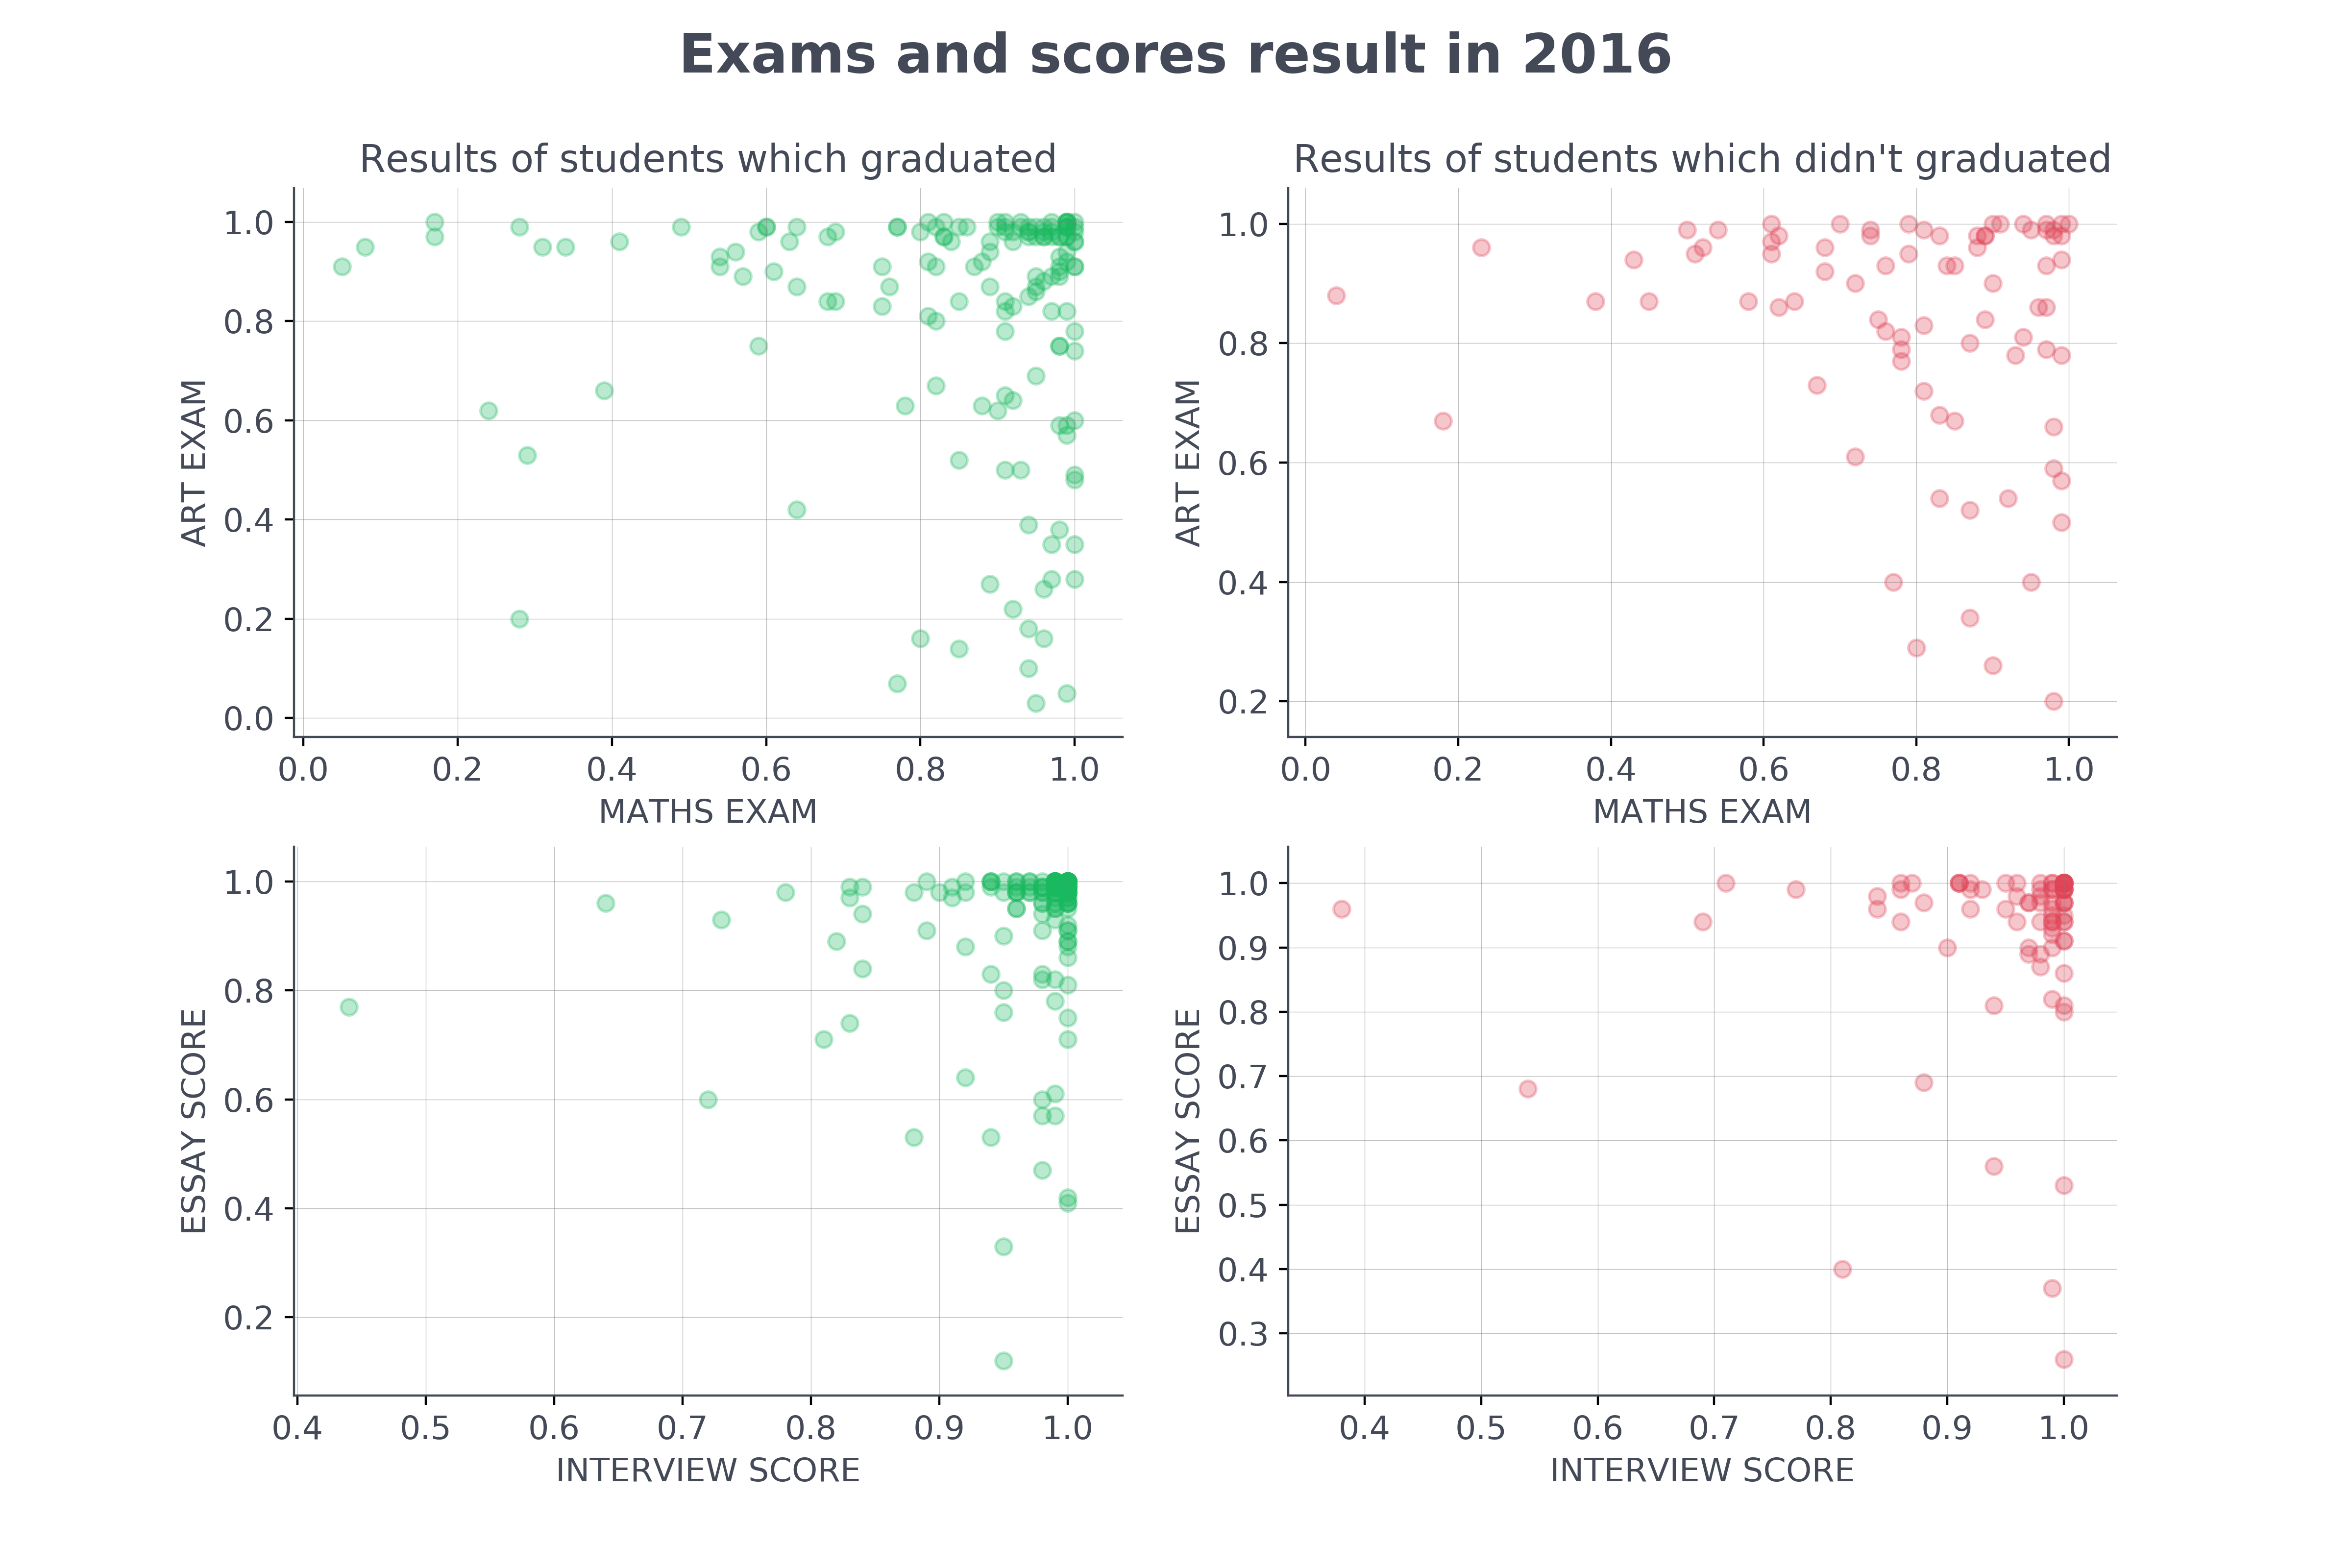 Exams and scores result in 2016
Results of students which graduated
ART EXAM
1.0
0.8
0.6
0.4
0.2
0.0
0.0 0.2 0.4 0.6 0.8 1.0
MATHS EXAM
Results of students which didn't graduated
ART EXAM
1.0
0.8
0.6
0.4
0.2
0.0 0.2 0.4 0.6 0.8 1.0
MATHS EXAM
ESSAY SCORE
1.0
0.8
0.6
0.4
0.2
0.4 0.5 0.6 0.7 0.8 0.9 1.0
INTERVIEW SCORE
ESSAY SCORE
1.0
0.9
0.8
0.7
0.6
0.5
0.4
0.3
0.4 0.5 0.6 0.7 0.8 0.9 1.0
INTERVIEW SCORE